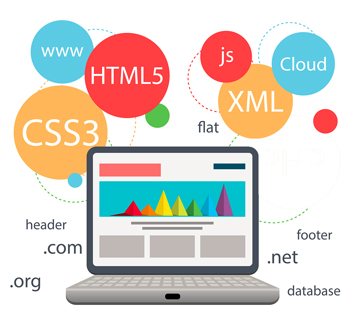 www
HTML5
js
Cloud
CSS3
XML
flat
header
.com
footer
.net
.org
database